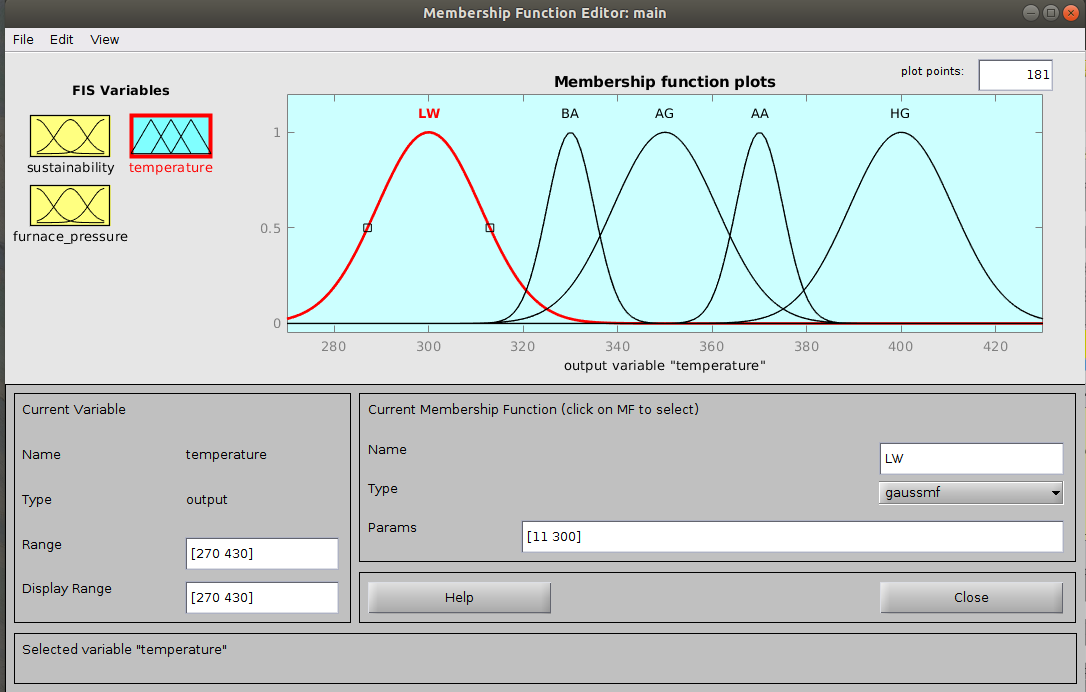 Membership Function Editor: main
File Edit View
FIS Variables
sustainability
temperature
furnace_pressure
plot points:
181
Membership function plots
LW BA AG AA HG
1
0.5
0
280 300 320 340 360 380 400 420
output variable "temperature"
Current Variable
Name temperature
Type output
Range [270 430]
Display Range [270 430]
Current Membership Function (click on MF to select)
Name LW
Type gaussmf
Params [11 300]
Help Close
Selected variable "temperature"